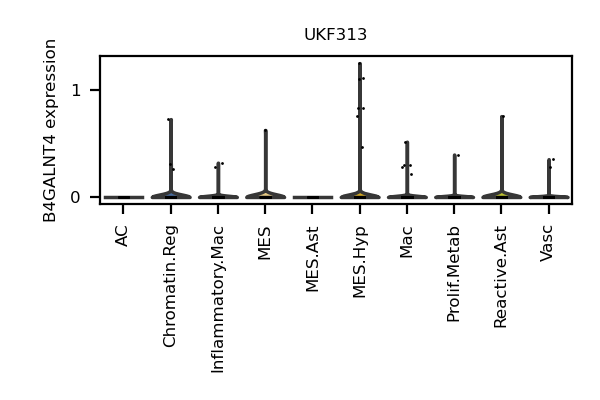 UKF313
B4GALNT4 expression
1
0
AC
Chromatin.Reg
Inflammatory.Mac
MES
MES.Ast
MES.Hyp
Mac
Prolif.Metab
Reactive.Ast
Vasc